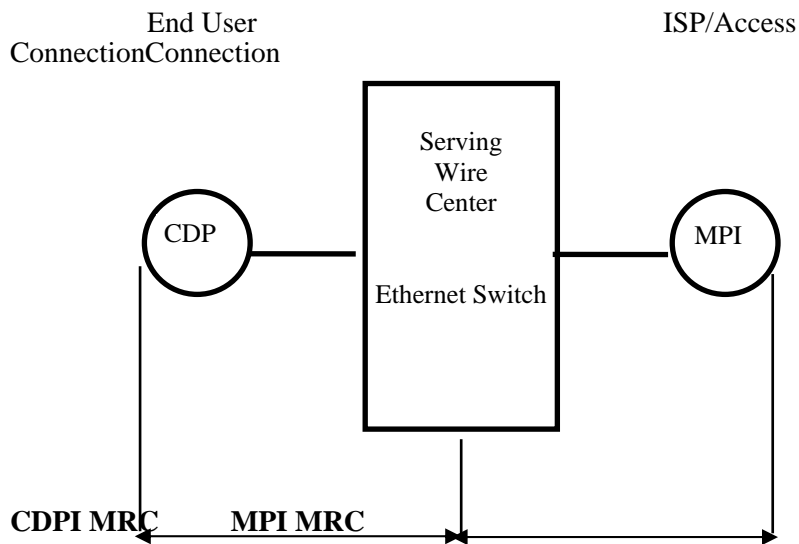 End User ISP/Access
ConnectionConnection
Serving
Wire
Center
CDP MPI
Ethernet Switch
CDPI MRC MPI MRC